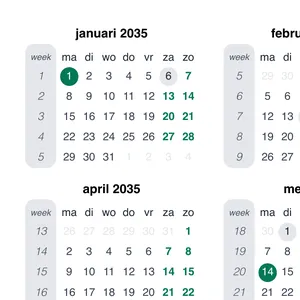 januari 2035
week ma di wo do vr za zo
1 1 2 3 4 5 6 7
2 8 9 10 11 12 13 14
3 15 16 17 18 19 20 21
4 22 23 24 25 26 27 28
5 29 30 31 1 2 3 4
febru
week ma di
5 29 30
6 5 6
7 12 13
8 19 20
9 26 27
april 2035
week ma di wo do vr za zo
13 26 27 28 29 30 31 1
14 2 3 4 5 6 7 8
15 9 10 11 12 13 14 15
16 16 17 18 19 20 21 22
me
week ma di
18 30 1
19 7 8
20 14 15
21 21 22